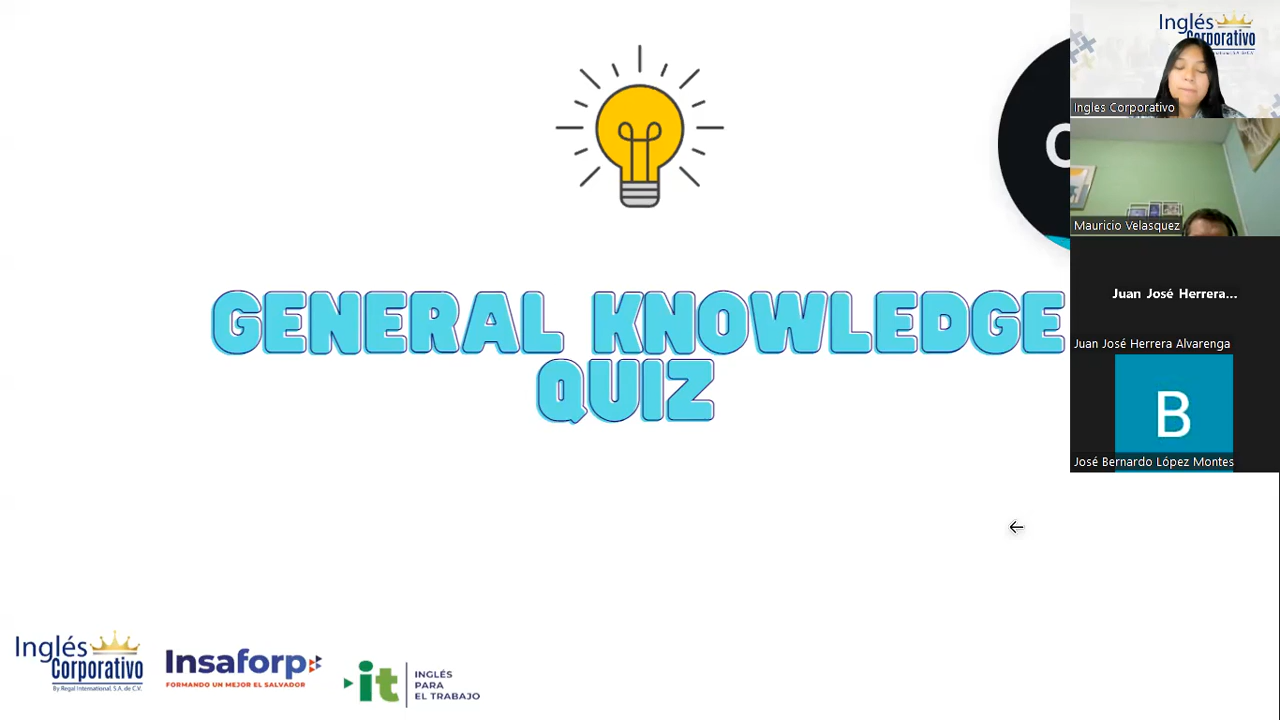 GENERAL KNOWLEDGE
QUIZ
Inglés
Corporativo
By Regal International, S.A. de C.V.
Insaforp
FORMANDO UN MEJOR EL SALVADOR
it
INGLÉS
PARA
EL TRABAJO
Inglés
Corporativo
Ingles Corporativo
Mauricio Velasquez
Juan José Herrera...
Juan José Herrera Alvarenga
B
José Bernardo López Montes